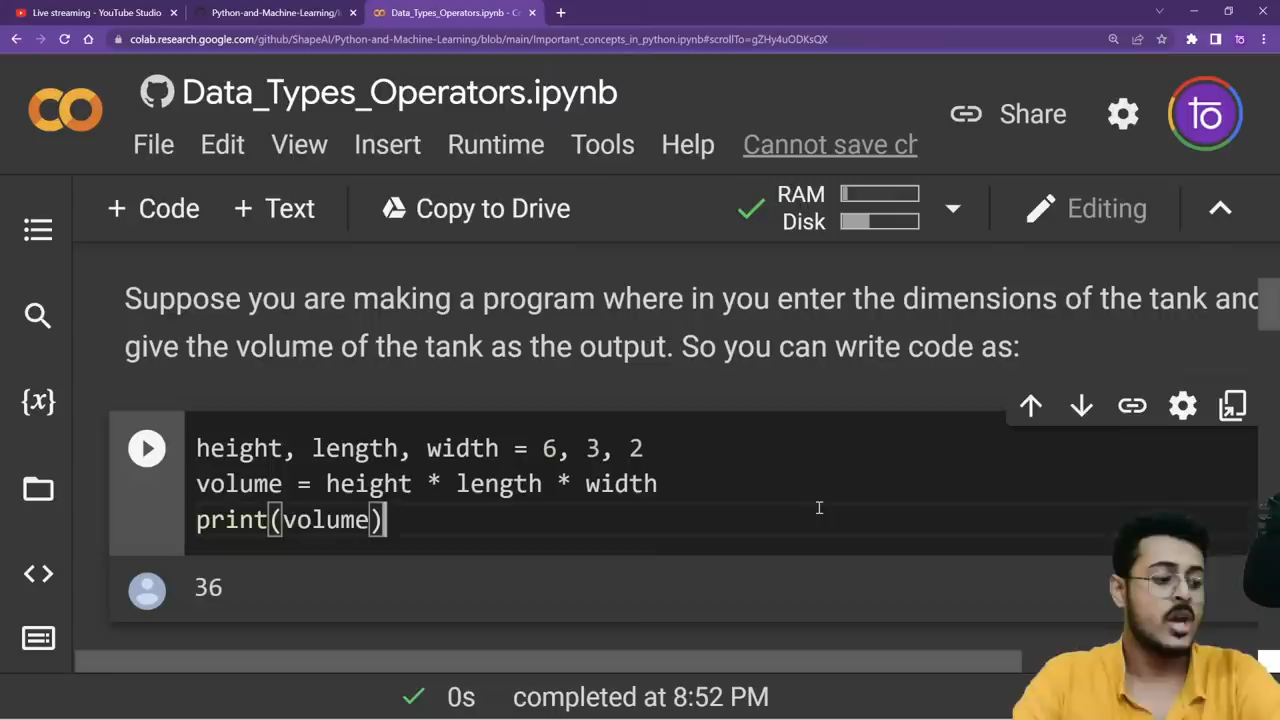 Live streaming - YouTube Studio
Python-and-Machine-Learning/
Data_Types_Operators.ipynb - C
colab.research.google.com/github/ShapeAI/Python-and-Machine-Learning/blob/main/Important_concepts_in_python.ipynb#scrollTo=gZHy4uODKsQX
Data_Types_Operators.ipynb
Share
to
File Edit View Insert Runtime Tools Help Cannot save ch
+ Code + Text Copy to Drive
RAM
Disk
Editing
Suppose you are making a program where in you enter the dimensions of the tank and
give the volume of the tank as the output. So you can write code as:
height, length, width = 6, 3, 2
volume = height * length * width
print(volume)
36
{x}
0s completed at 8:52 PM